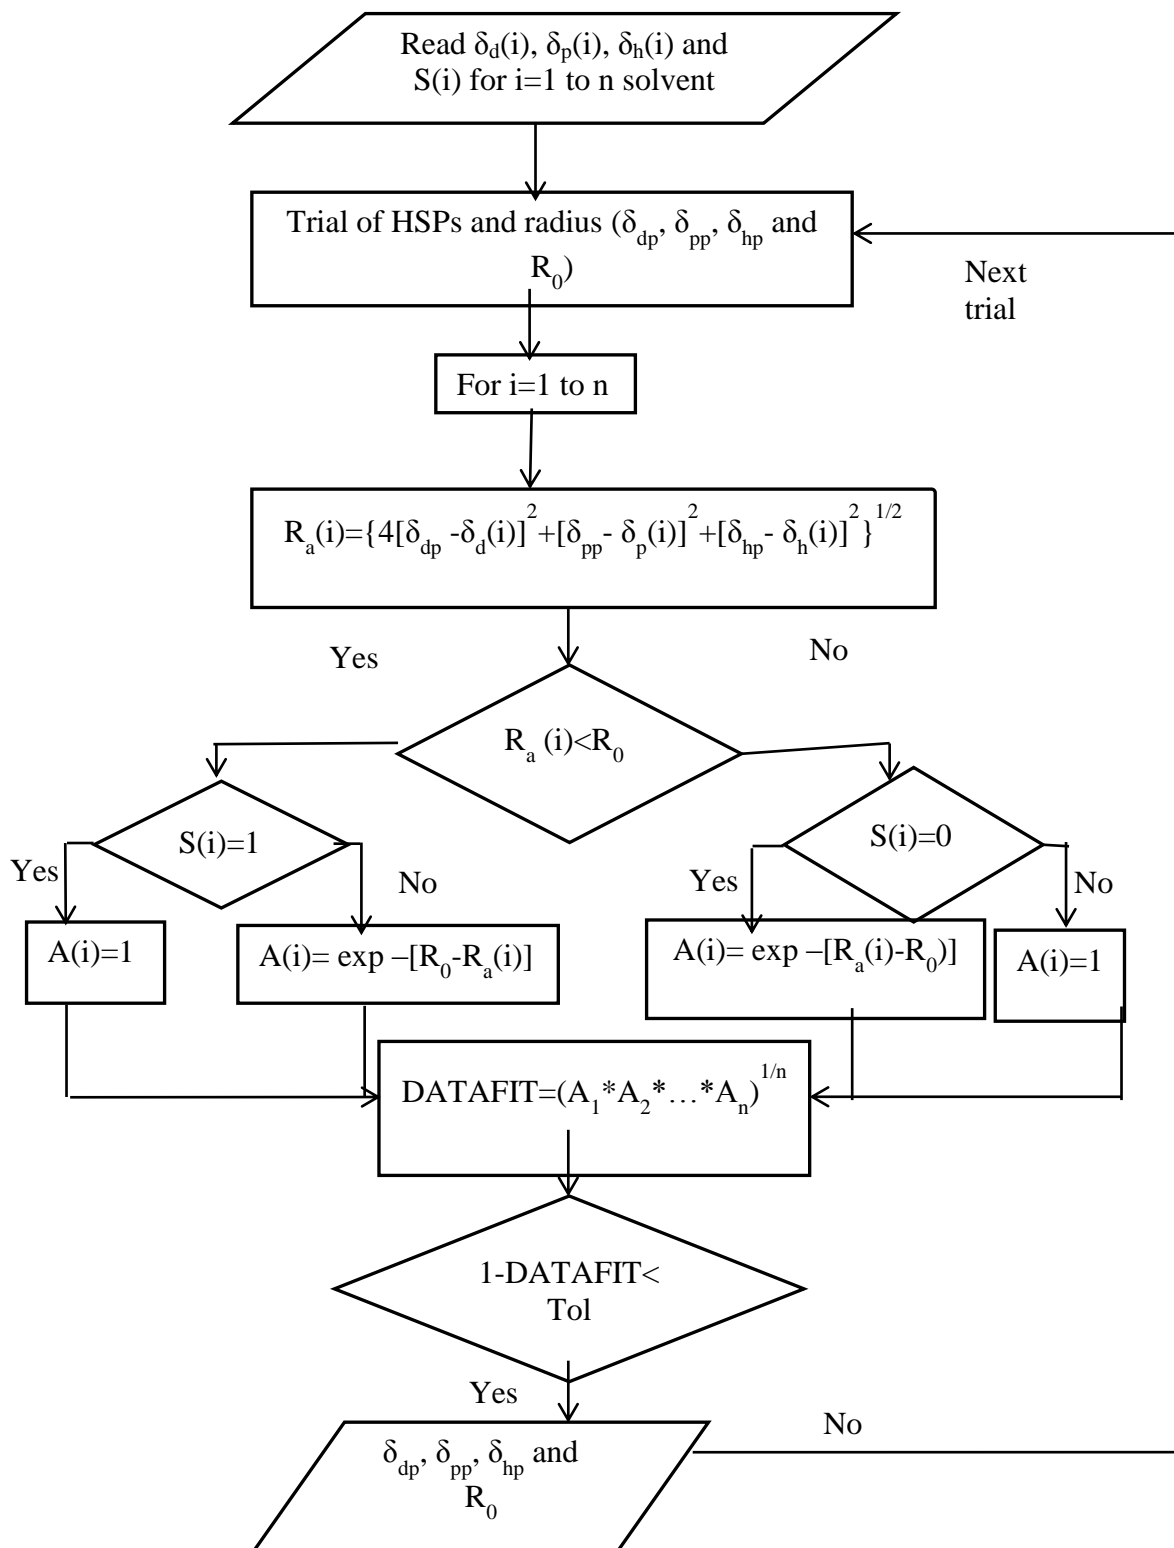 Read δd(i), δp(i), δh(i) and
S(i) for i=1 to n solvent
Trial of HSPs and radius (δdp, δpp, δhp and
R0)
Next
trial
For i=1 to n
Ra(i)={4[δdp -δd(i)]2+[δpp- δp(i)]2+[δhp- δh(i)]2}1/2
Yes
No
Ra (i)<R0
S(i)=1
S(i)=0
Yes
No
Yes
No
A(i)=1
A(i)= exp –[R0-Ra(i)]
A(i)= exp –[Ra(i)-R0)]
A(i)=1
DATAFIT=(A1*A2*…*An)1/n
1-DATAFIT<
Tol
Yes
No
δdp, δpp, δhp and
R0